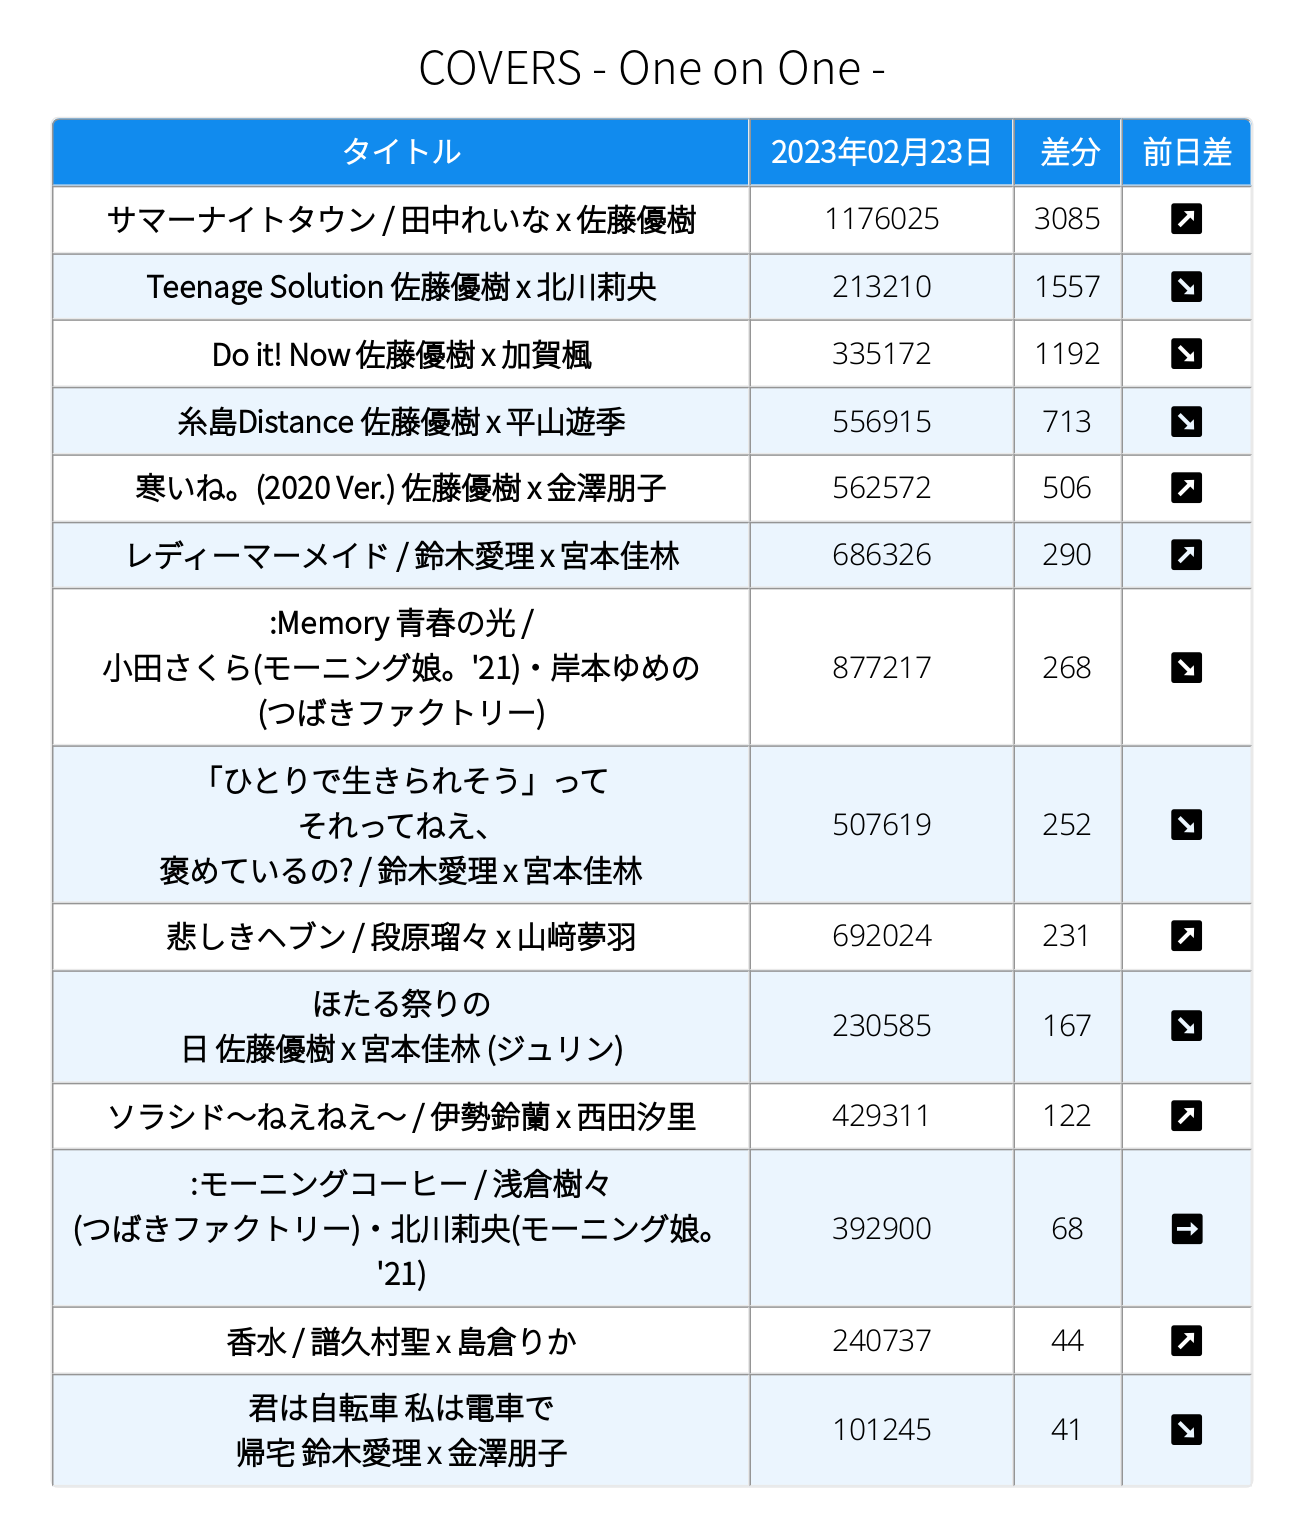 COVERS - One on One -
タイトル 2023年02月23日 差分 前日差
サマーナイトタウン / 田中れいな x 佐藤優樹 1176025 3085 ↗
Teenage Solution 佐藤優樹 x 北川莉央 213210 1557 ↘
Do it! Now 佐藤優樹 x 加賀楓 335172 1192 ↘
糸島Distance 佐藤優樹 x 平山遊季 556915 713 ↘
寒いね。(2020 Ver.) 佐藤優樹 x 金澤朋子 562572 506 ↗
レディーマーメイド / 鈴木愛理 x 宮本佳林 686326 290 ↗
:Memory 青春の光 /
小田さくら(モーニング娘。'21)・岸本ゆめの
(つばきファクトリー) 877217 268 ↘
「ひとりで生きられそう」って
それってねえ、
褒めているの? / 鈴木愛理 x 宮本佳林 507619 252 ↘
悲しきヘブン / 段原瑠々 x 山﨑夢羽 692024 231 ↗
ほたる祭りの
日 佐藤優樹 x 宮本佳林 (ジュリン) 230585 167 ↘
ソラシド〜ねえねえ〜 / 伊勢鈴蘭 x 西田汐里 429311 122 ↗
:モーニングコーヒー / 浅倉樹々
(つばきファクトリー)・北川莉央(モーニング娘。
'21) 392900 68 →
香水 / 譜久村聖 x 島倉りか 240737 44 ↗
君は自転車 私は電車で
帰宅 鈴木愛理 x 金澤朋子 101245 41 ↘